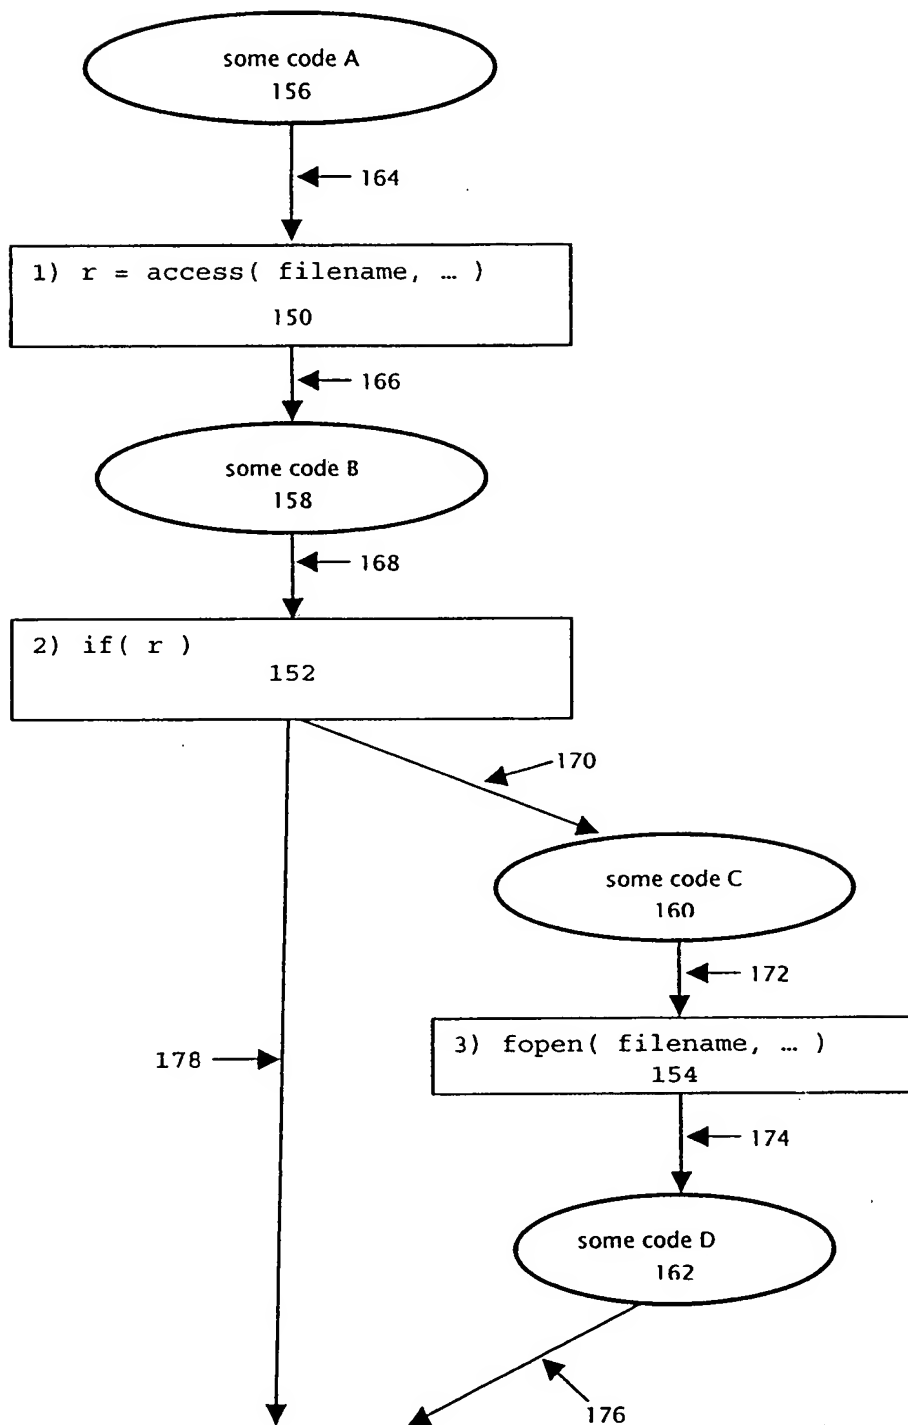 some code A
156
164
1) r = access( filename, … )
150
166
some code B
158
168
2) if( r )
152
170
some code C
160
172
3) fopen( filename, … )
154
178
174
some code D
162
176